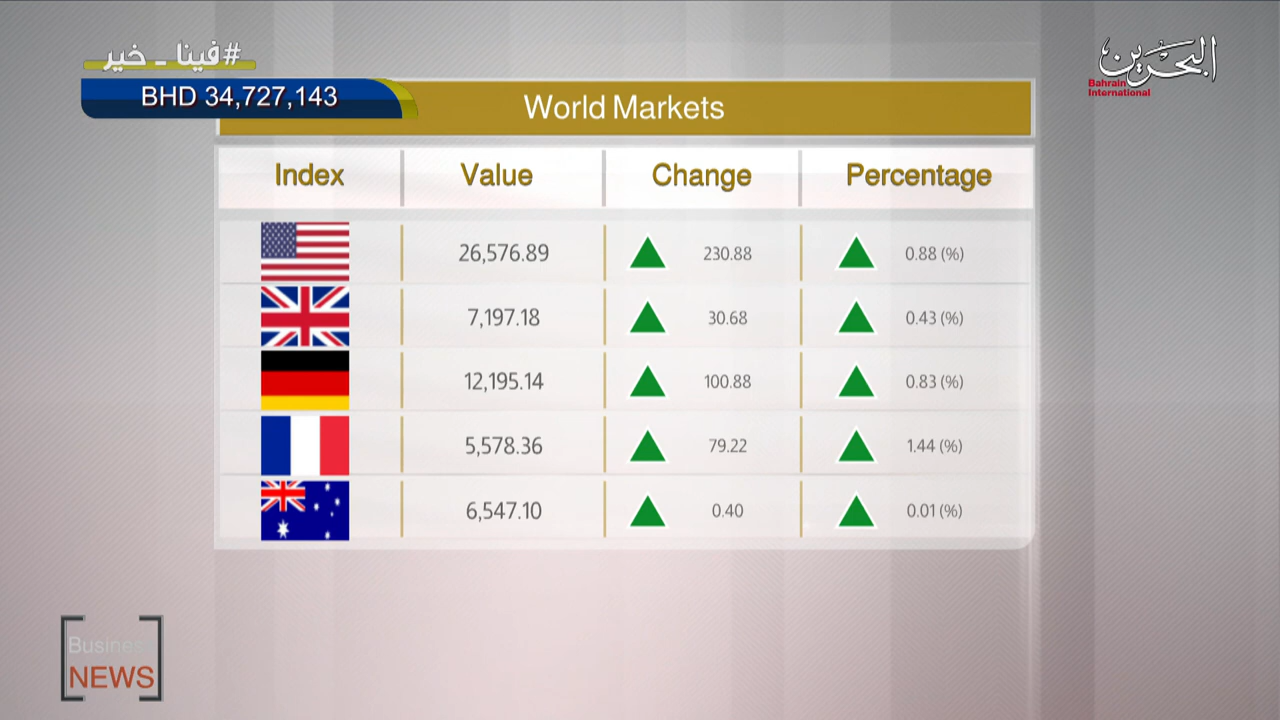 #فينا_خير
BHD 34,727,143
البحرين
Bahrain
International
World Markets
Index Value Change Percentage
26,576.89 230.88 0.88 (%)
7,197.18 30.68 0.43 (%)
12,195.14 100.88 0.83 (%)
5,578.36 79.22 1.44 (%)
6,547.10 0.40 0.01 (%)
Business
NEWS